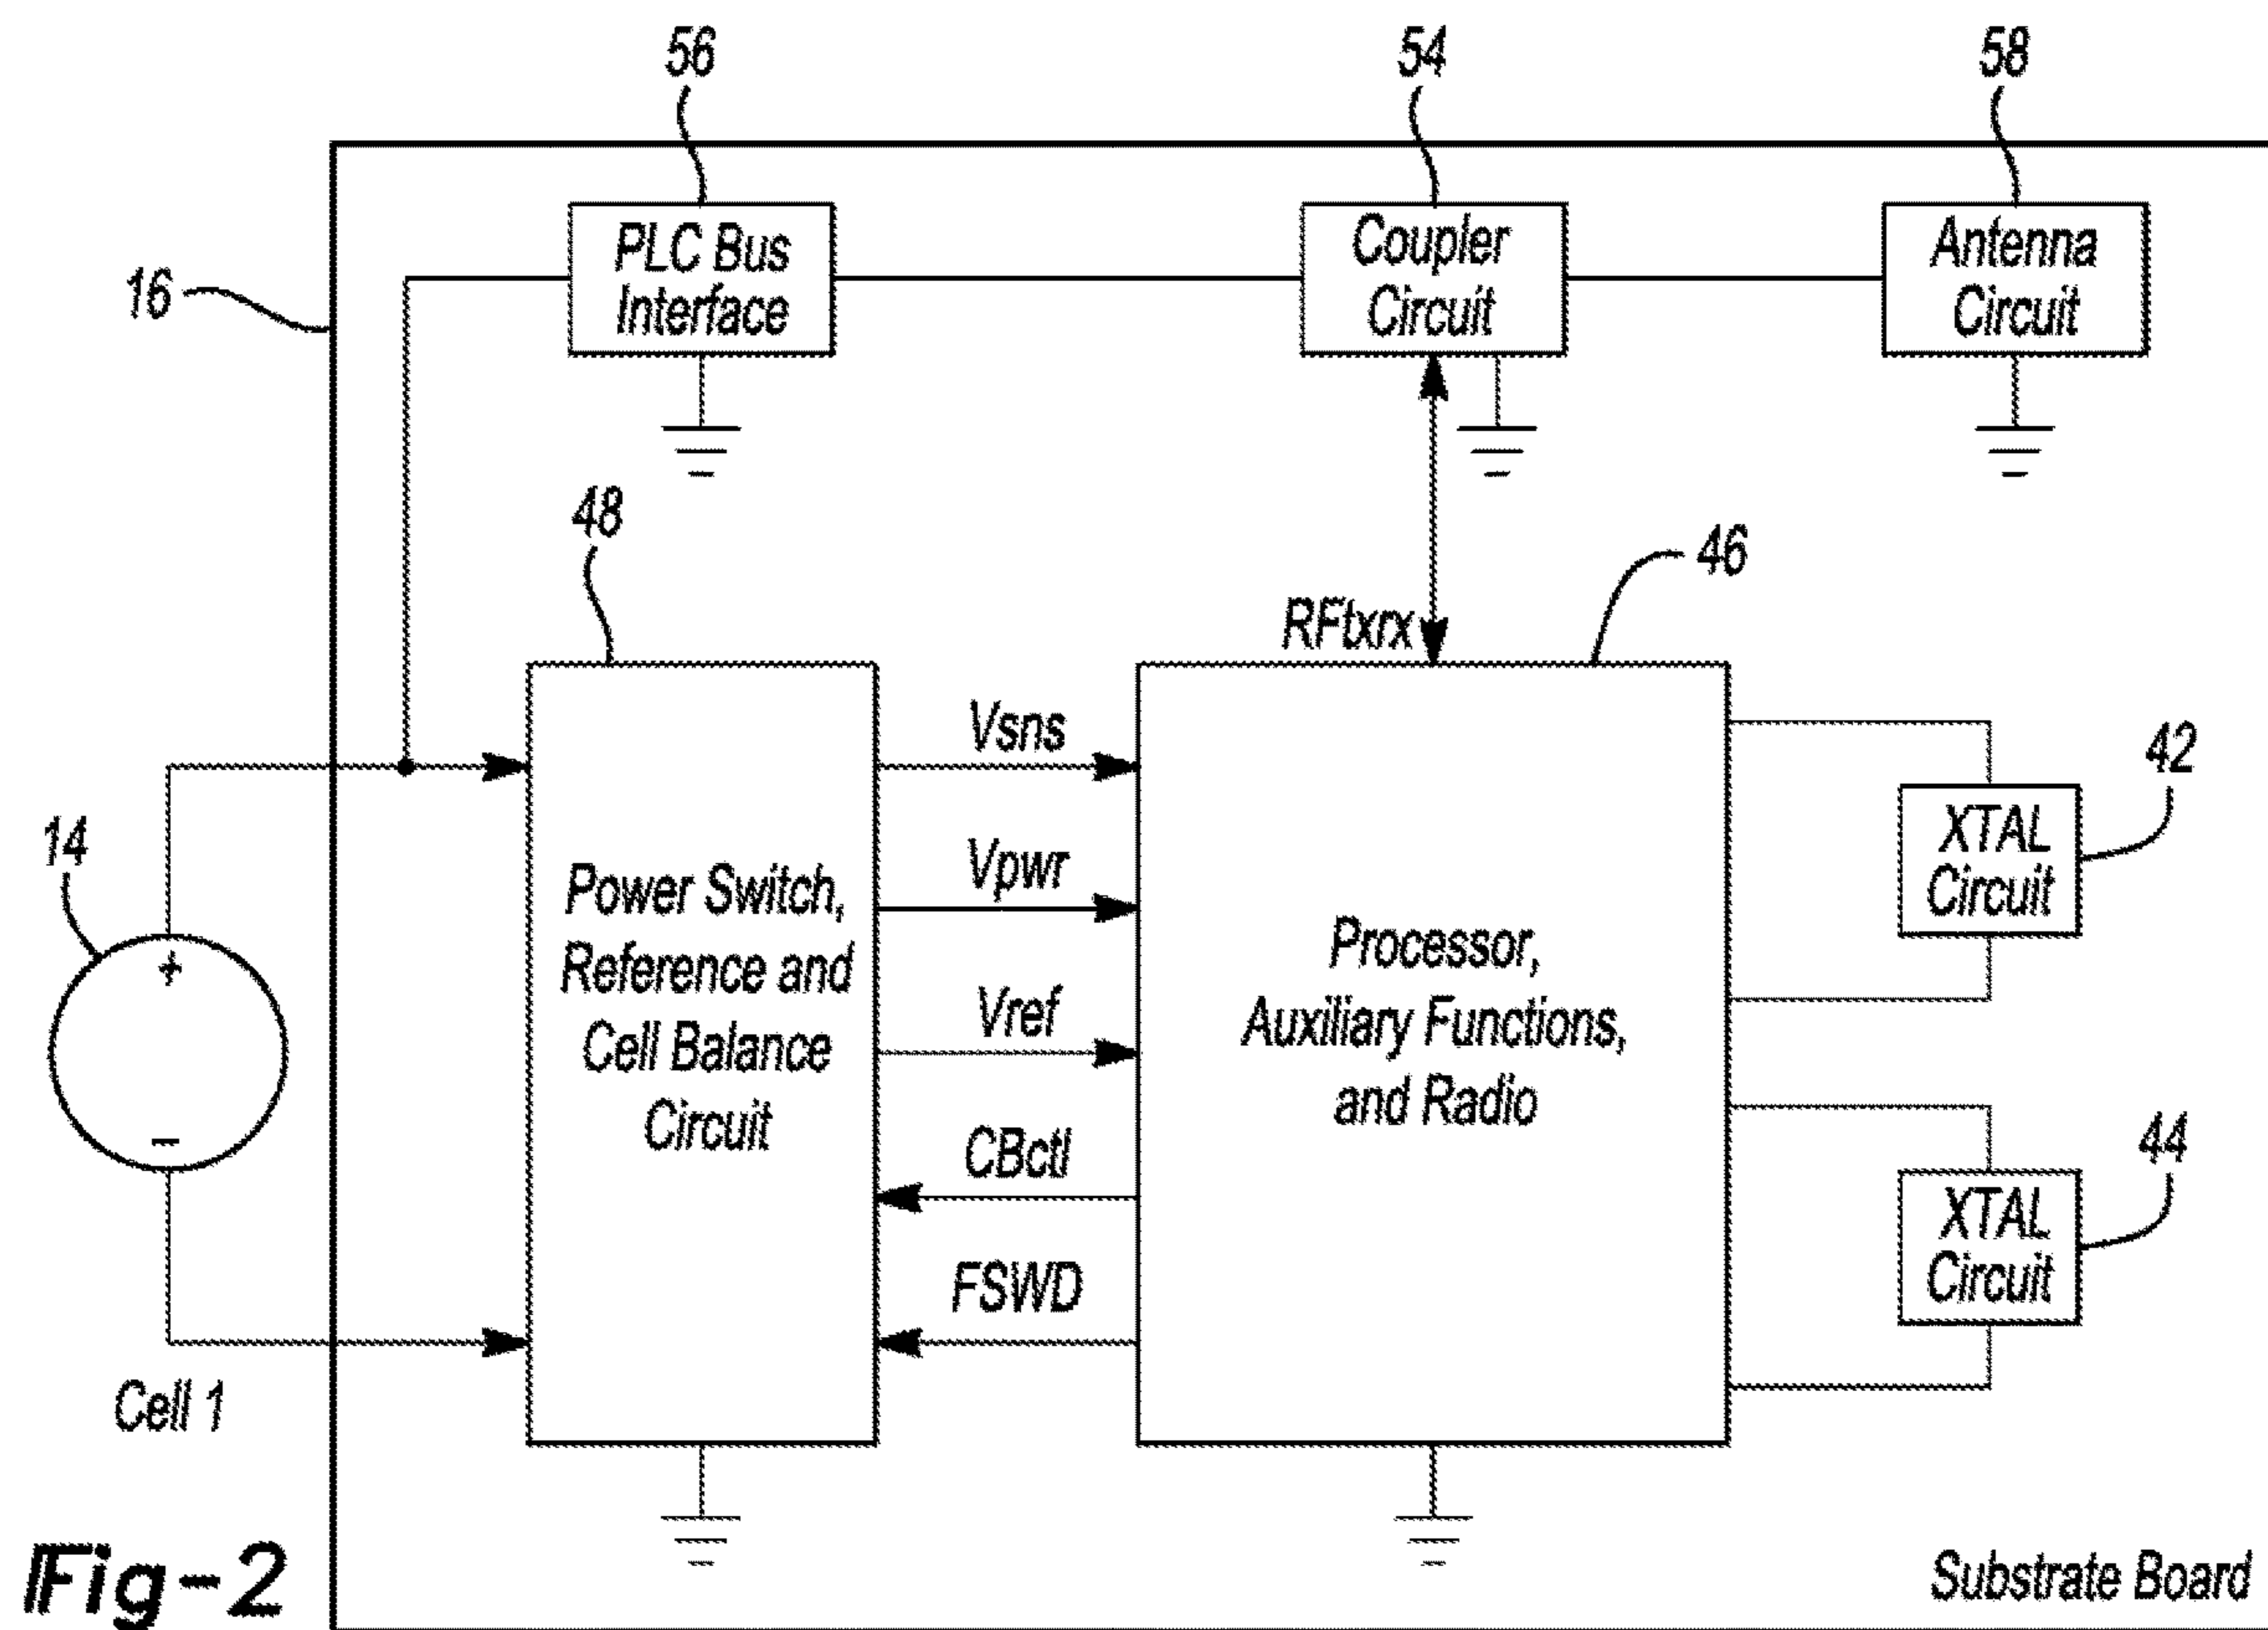 56
54
58
PLC Bus
Interface
Coupler
Circuit
Antenna
Circuit
16
48
46
RFtxrx
Vsns
42
XTAL
Circuit
14
Vpwr
Power Switch,
Reference and
Cell Balance
Circuit
Processor,
Auxiliary Functions,
and Radio
+
Vref
−
CBctl
44
XTAL
Circuit
FSWD
Cell 1
Fig-2
Substrate Board